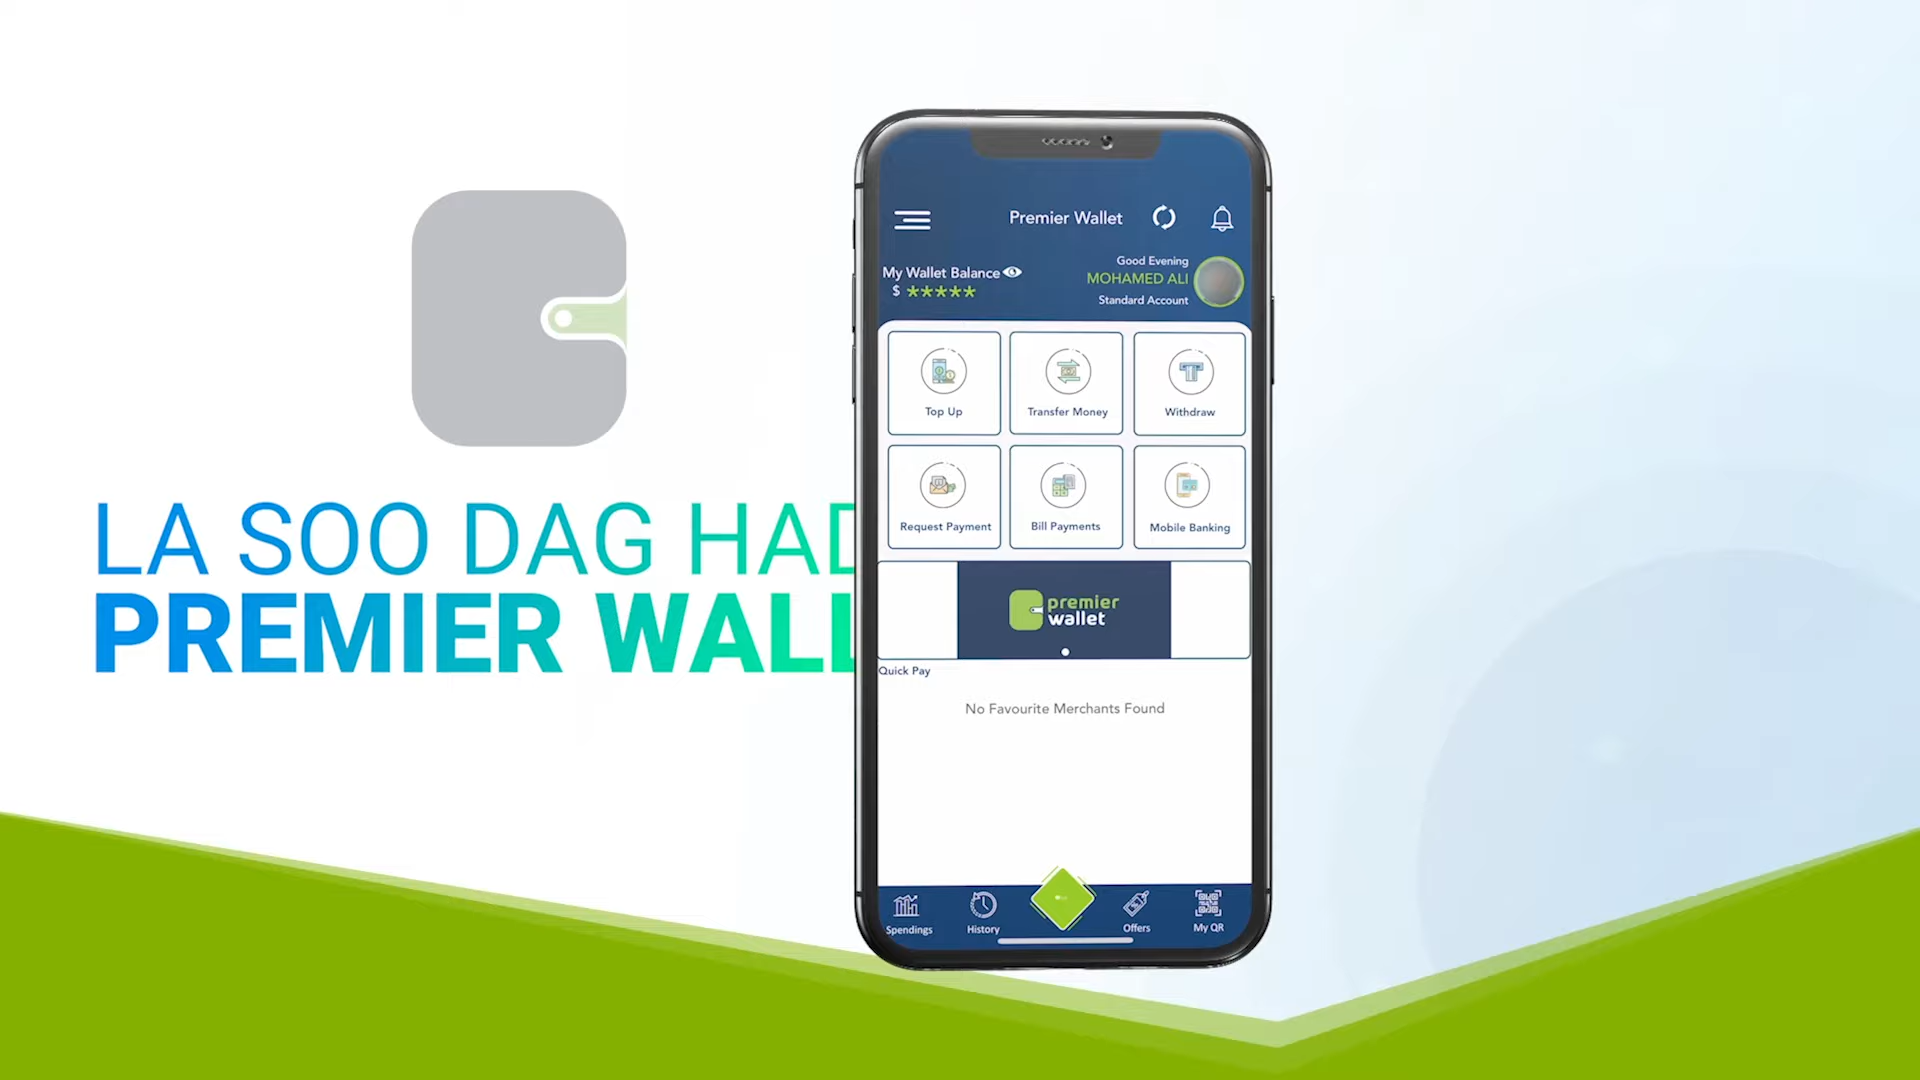 LA SOO DAG HAD
PREMIER WALL
Premier Wallet
My Wallet Balance
$ *****
Good Evening
MOHAMED ALI
Standard Account
Top Up
Transfer Money
Withdraw
Request Payment
Bill Payments
Mobile Banking
premier
wallet
Quick Pay
No Favourite Merchants Found
Spendings
History
Offers
My QR